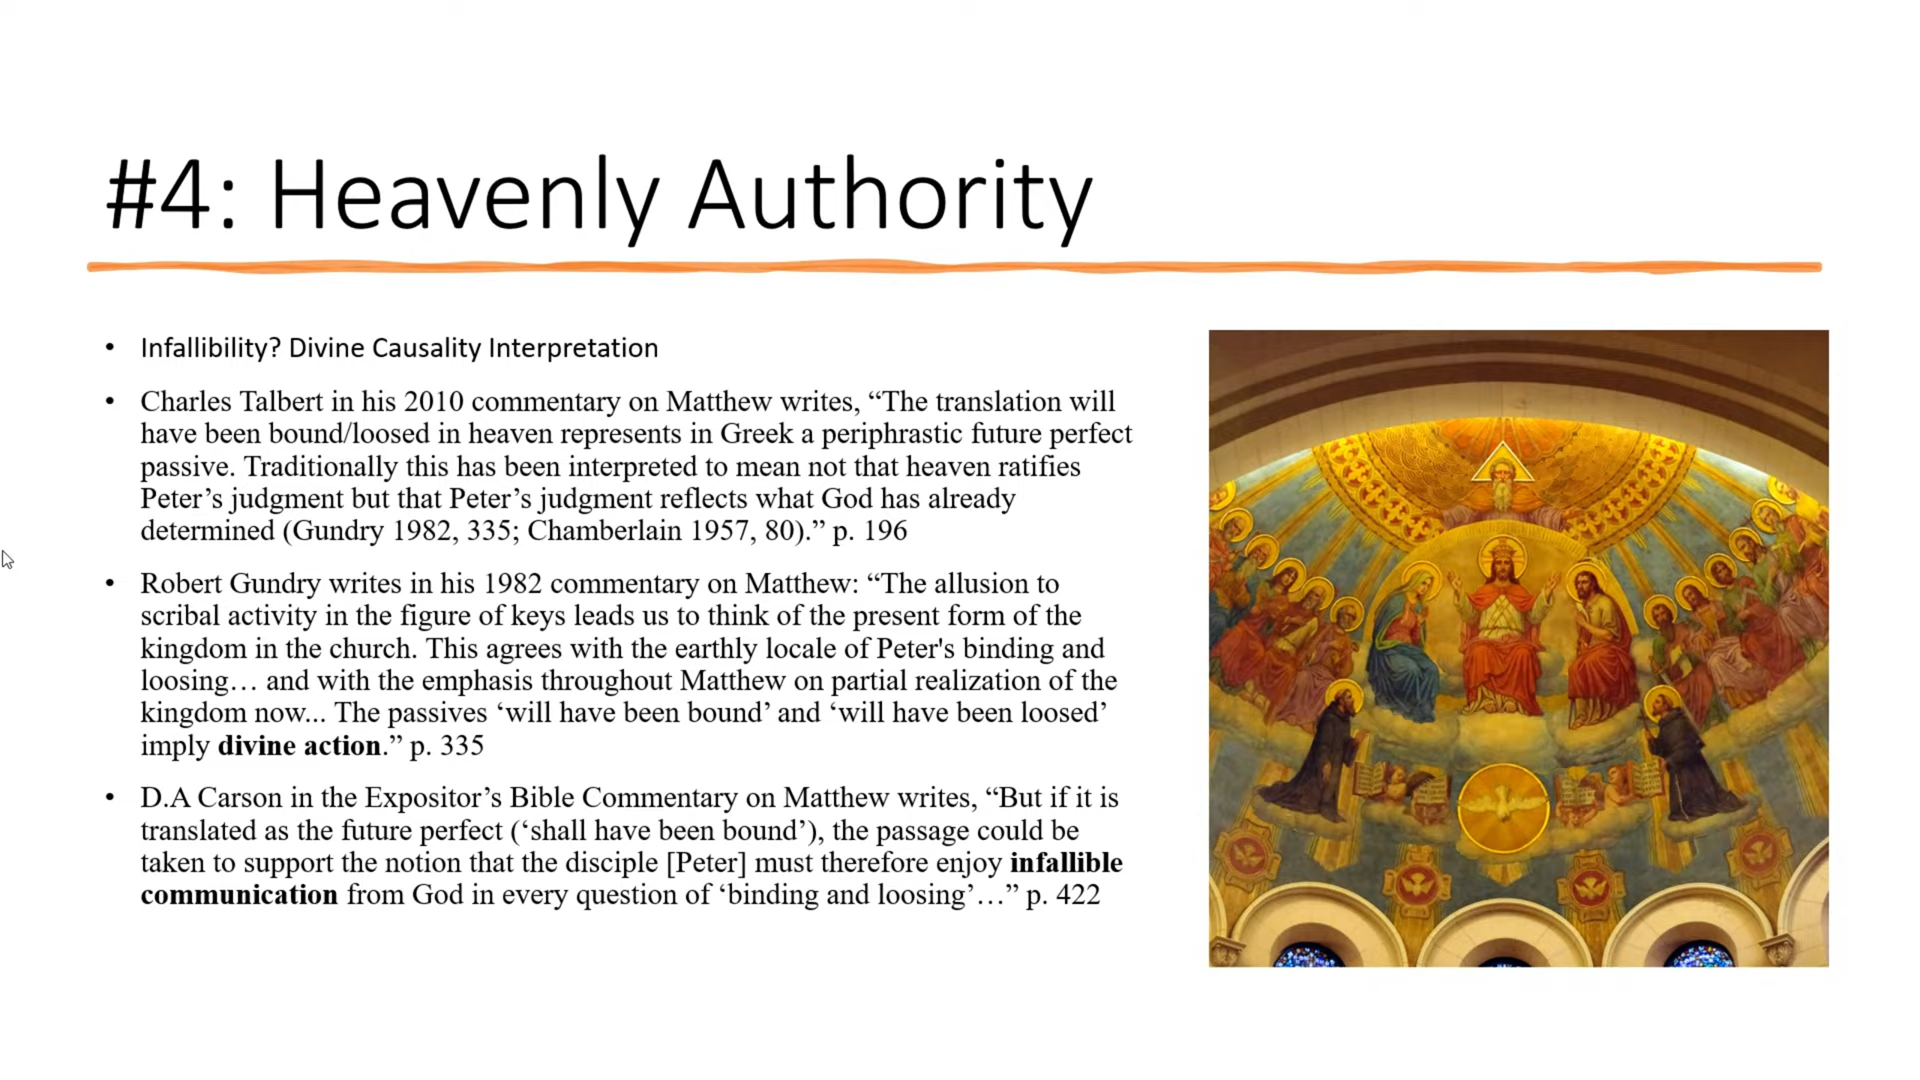 #4: Heavenly Authority
• Infallibility? Divine Causality Interpretation
• Charles Talbert in his 2010 commentary on Matthew writes, “The translation will
have been bound/loosed in heaven represents in Greek a periphrastic future perfect
passive. Traditionally this has been interpreted to mean not that heaven ratifies
Peter’s judgment but that Peter’s judgment reflects what God has already
determined (Gundry 1982, 335; Chamberlain 1957, 80).” p. 196
• Robert Gundry writes in his 1982 commentary on Matthew: “The allusion to
scribal activity in the figure of keys leads us to think of the present form of the
kingdom in the church. This agrees with the earthly locale of Peter's binding and
loosing… and with the emphasis throughout Matthew on partial realization of the
kingdom now... The passives ‘will have been bound’ and ‘will have been loosed’
imply divine action.” p. 335
• D.A Carson in the Expositor’s Bible Commentary on Matthew writes, “But if it is
translated as the future perfect (‘shall have been bound’), the passage could be
taken to support the notion that the disciple [Peter] must therefore enjoy infallible
communication from God in every question of ‘binding and loosing’…” p. 422